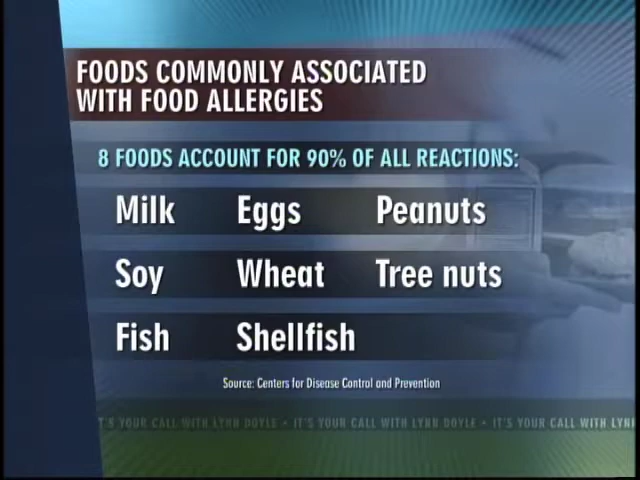 FOODS COMMONLY ASSOCIATED
WITH FOOD ALLERGIES
8 FOODS ACCOUNT FOR 90% OF ALL REACTIONS:
Milk Eggs Peanuts
Soy Wheat Tree nuts
Fish Shellfish
Source: Centers for Disease Control and Prevention
IT'S YOUR CALL WITH LYNN DOYLE • IT'S YOUR CALL WITH LYNN DOYLE • IT'S YOUR CALL WITH LYNN